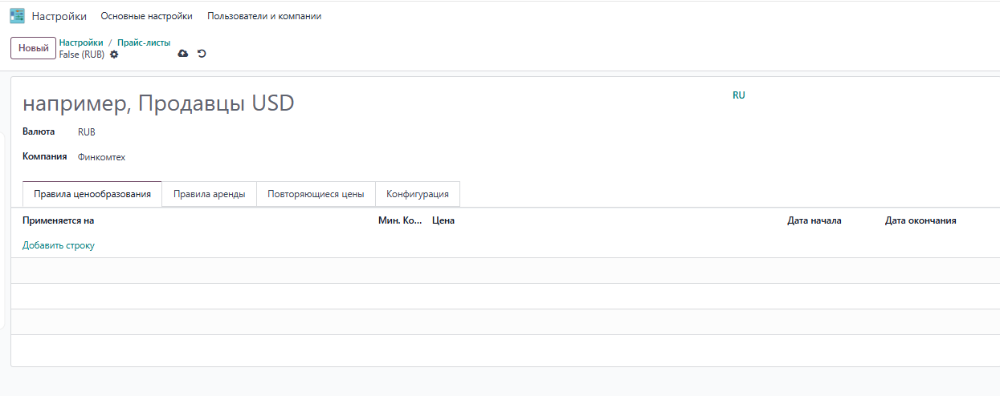 Настройки Основные настройки Пользователи и компании
Новый Настройки / Прайс-листы
False (RUB)
например, Продавцы USD RU
Валюта RUB
Компания Финкомтех
Правила ценообразования Правила аренды Повторяющиеся цены Конфигурация
Применяется на Мин. Ко... Цена Дата начала Дата окончания
Добавить строку